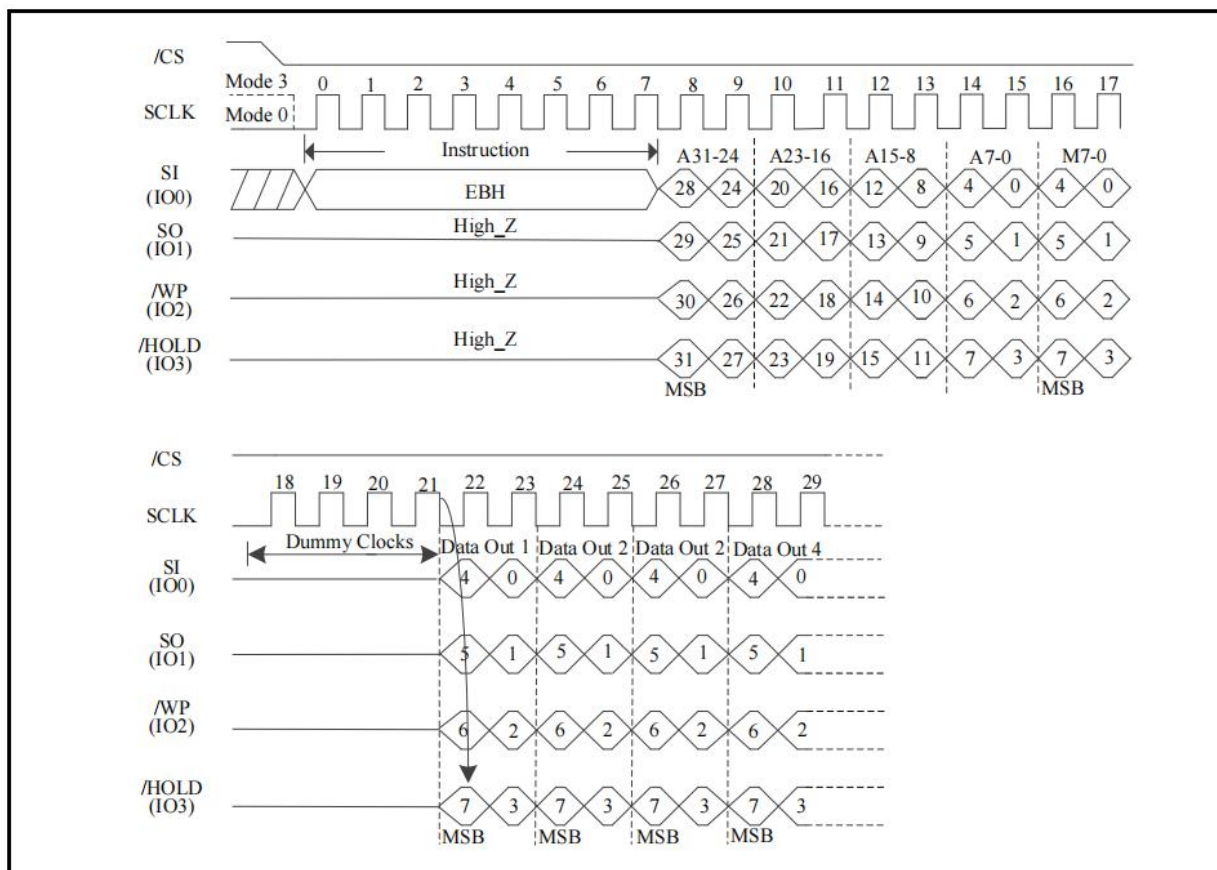 /CS
Mode 3 0 1 2 3 4 5 6 7 8 9 10 11 12 13 14 15 16 17
SCLK Mode 0
Instruction A31-24 A23-16 A15-8 A7-0 M7-0
SI
(IO0) EBH 28 24 20 16 12 8 4 0 4 0
SO
(IO1) High_Z 29 25 21 17 13 9 5 1 5 1
/WP
(IO2) High_Z 30 26 22 18 14 10 6 2 6 2
/HOLD
(IO3) High_Z 31 27 23 19 15 11 7 3 7 3
MSB MSB
/CS
18 19 20 21 22 23 24 25 26 27 28 29
SCLK
Dummy Clocks Data Out 1 Data Out 2 Data Out 2 Data Out 4
SI
(IO0) 4 0 4 0 4 0 4 0
SO
(IO1) 5 1 5 1 5 1 5 1
/WP
(IO2) 6 2 6 2 6 2 6 2
/HOLD
(IO3) 7 3 7 3 7 3 7 3
MSB MSB MSB MSB